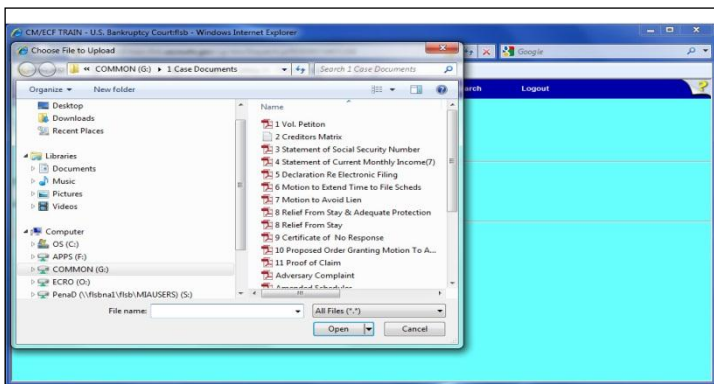 CM/ECF TRAIN - U.S. Bankruptcy Court:flsb - Windows Internet Explorer
Choose File to Upload
Google
« COMMON (G:) ▸ 1 Case Documents
Search 1 Case Documents
Organize New folder
arch Logout
?
Desktop
Downloads
Recent Places
Libraries
Documents
Music
Pictures
Videos
Computer
OS (C:)
APPS (F:)
COMMON (G:)
ECRO (O:)
PenaD (\\flsbna1\flsb\MIAUSERS) (S:)
Name
1 Vol. Petiton
2 Creditors Matrix
3 Statement of Social Security Number
4 Statement of Current Monthly Income(7)
5 Declaration Re Electronic Filing
6 Motion to Extend Time to File Scheds
7 Motion to Avoid Lien
8 Relief From Stay & Adequate Protection
8 Relief From Stay
9 Certificate of No Response
10 Proposed Order Granting Motion To A...
11 Proof of Claim
Adversary Complaint
Amended Schedules
File name:
All Files (*.*)
Open Cancel